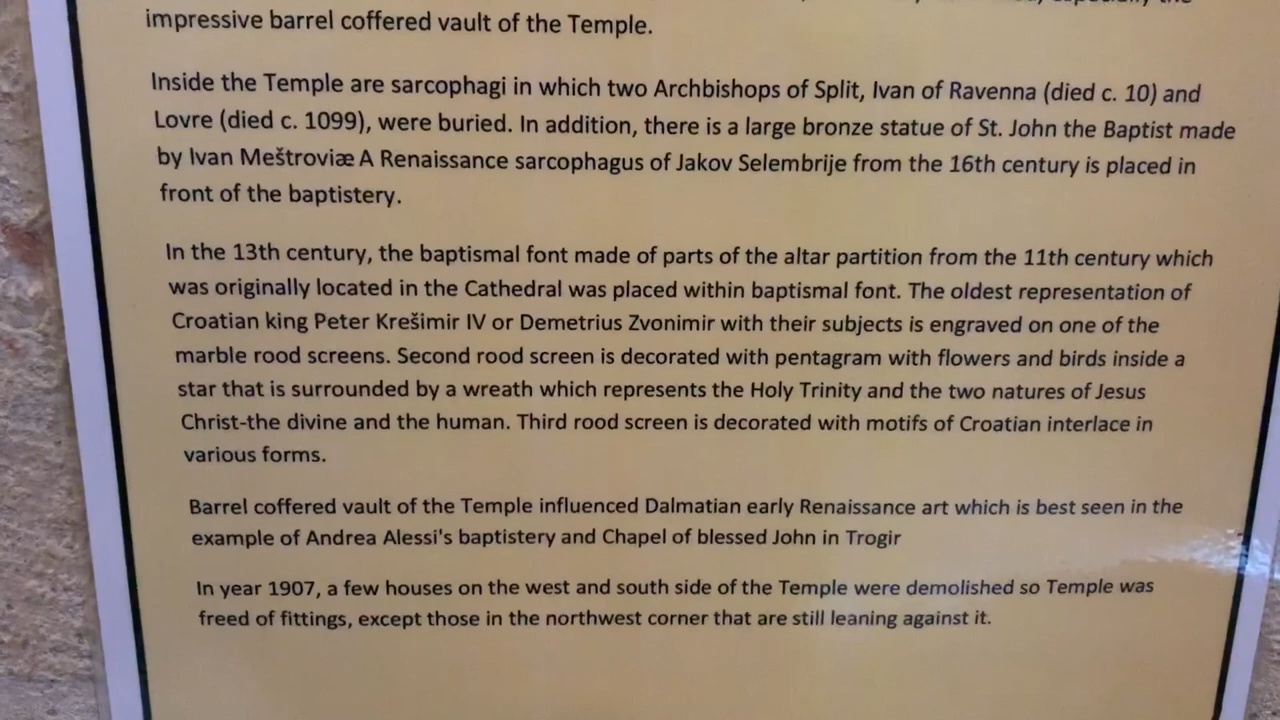 impressive barrel coffered vault of the Temple.
Inside the Temple are sarcophagi in which two Archbishops of Split, Ivan of Ravenna (died c. 10) and
Lovre (died c. 1099), were buried. In addition, there is a large bronze statue of St. John the Baptist made
by Ivan Meštroviæ A Renaissance sarcophagus of Jakov Selembrije from the 16th century is placed in
front of the baptistery.
In the 13th century, the baptismal font made of parts of the altar partition from the 11th century which
was originally located in the Cathedral was placed within baptismal font. The oldest representation of
Croatian king Peter Krešimir IV or Demetrius Zvonimir with their subjects is engraved on one of the
marble rood screens. Second rood screen is decorated with pentagram with flowers and birds inside a
star that is surrounded by a wreath which represents the Holy Trinity and the two natures of Jesus
Christ-the divine and the human. Third rood screen is decorated with motifs of Croatian interlace in
various forms.
Barrel coffered vault of the Temple influenced Dalmatian early Renaissance art which is best seen in the
example of Andrea Alessi's baptistery and Chapel of blessed John in Trogir
In year 1907, a few houses on the west and south side of the Temple were demolished so Temple was
freed of fittings, except those in the northwest corner that are still leaning against it.